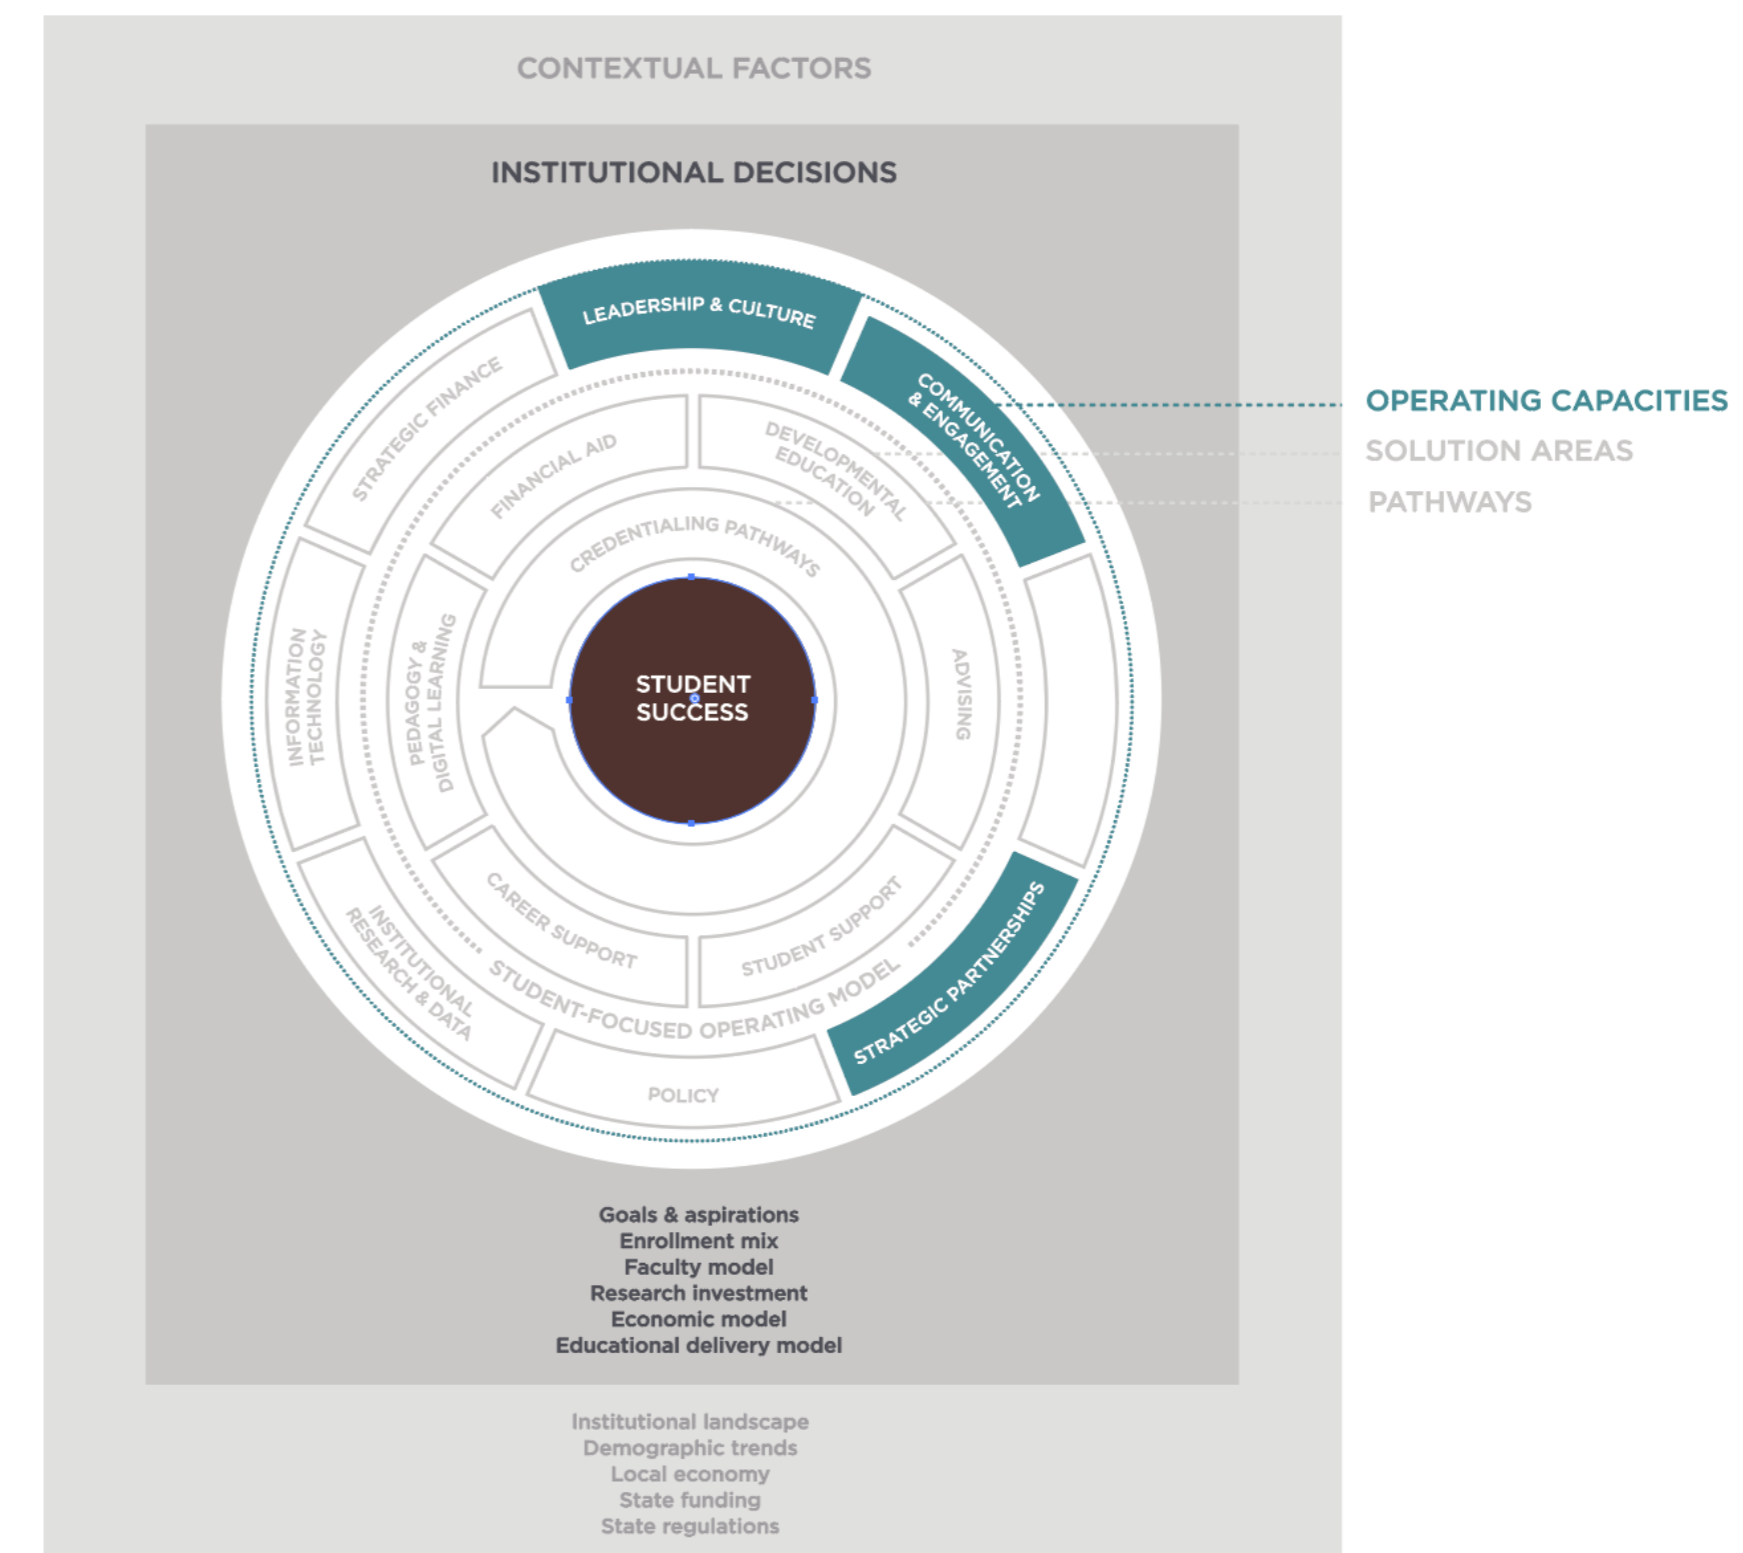 CONTEXTUAL FACTORS
INSTITUTIONAL DECISIONS
LEADERSHIP & CULTURE
COMMUNICATION
& ENGAGEMENT
STRATEGIC PARTNERSHIPS
POLICY
INSTITUTIONAL
RESEARCH & DATA
INFORMATION
TECHNOLOGY
STRATEGIC FINANCE
FINANCIAL AID
DEVELOPMENTAL
EDUCATION
ADVISING
STUDENT SUPPORT
CAREER SUPPORT
PEDAGOGY &
DIGITAL LEARNING
STUDENT-FOCUSED OPERATING MODEL
CREDENTIALING PATHWAYS
STUDENT
SUCCESS
OPERATING CAPACITIES
SOLUTION AREAS
PATHWAYS
Goals & aspirations
Enrollment mix
Faculty model
Research investment
Economic model
Educational delivery model
Institutional landscape
Demographic trends
Local economy
State funding
State regulations